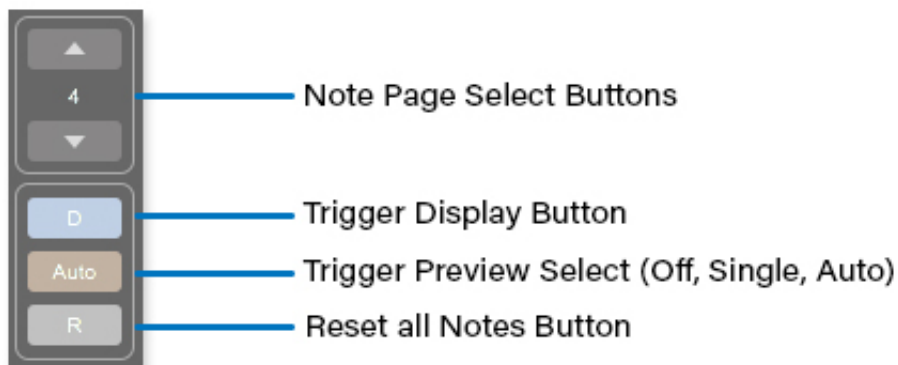 4
Note Page Select Buttons
D
Trigger Display Button
Auto
Trigger Preview Select (Off, Single, Auto)
R
Reset all Notes Button